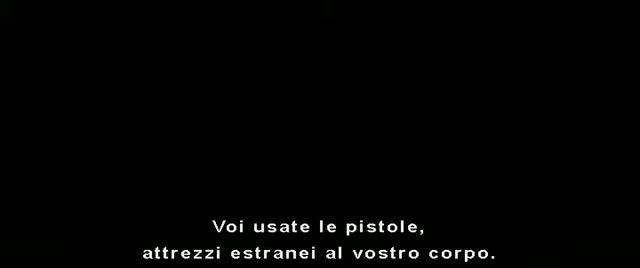 Voi usate le pistole,
attrezzi estranei al vostro corpo.